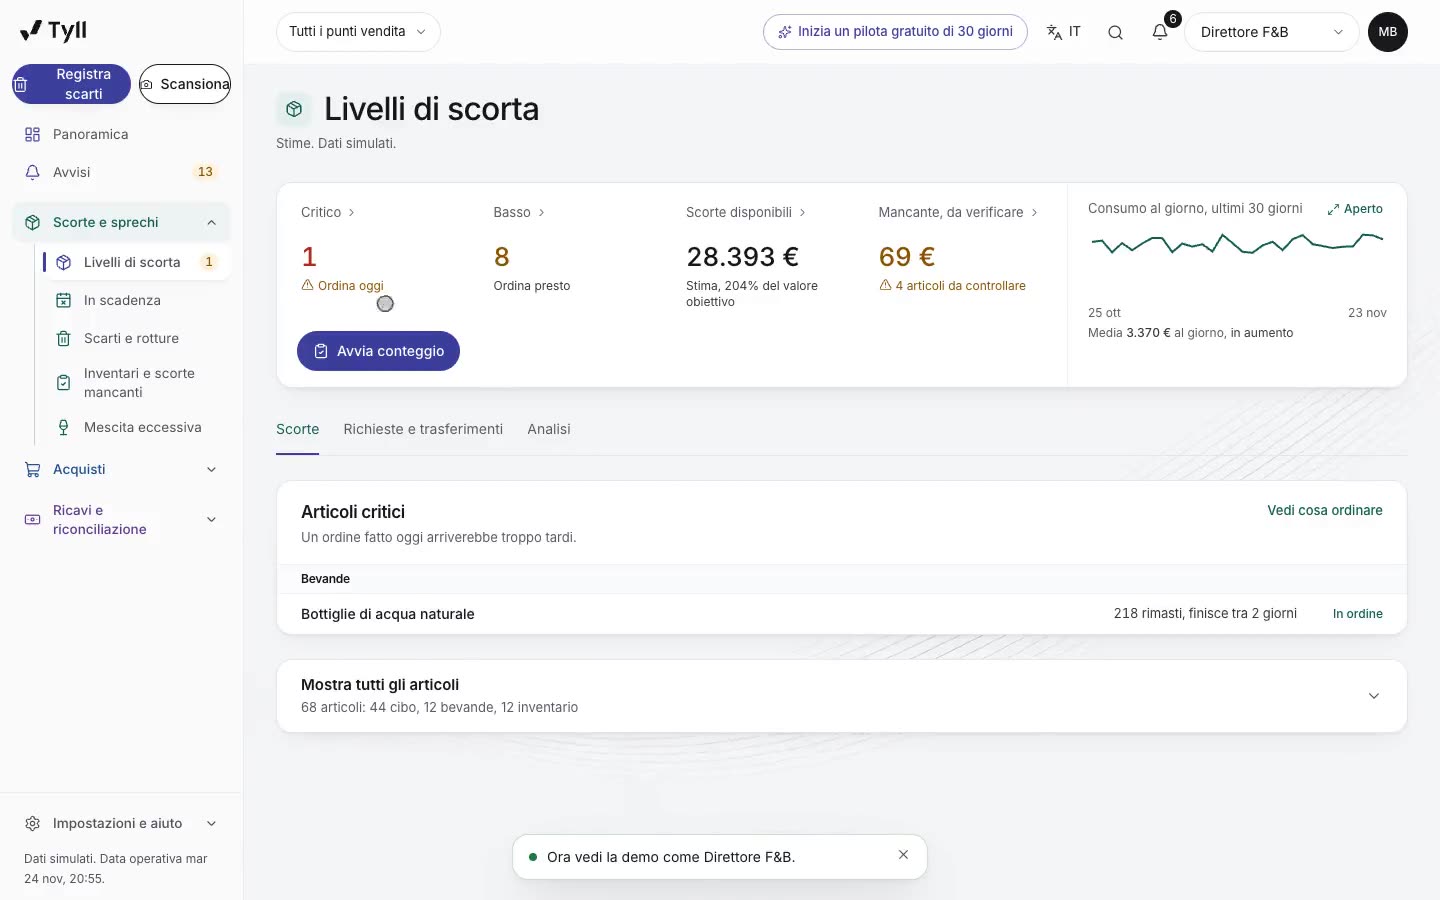 Tyll
Tutti i punti vendita
Inizia un pilota gratuito di 30 giorni
IT
6
Direttore F&B
MB
Registra scarti
Scansiona
Panoramica
Avvisi
13
Scorte e sprechi
Livelli di scorta
1
In scadenza
Scarti e rotture
Inventari e scorte
mancanti
Mescita eccessiva
Acquisti
Ricavi e
riconciliazione
Impostazioni e aiuto
Dati simulati. Data operativa mar
24 nov, 20:55.
Livelli di scorta
Stime. Dati simulati.
Critico
1
Ordina oggi
Basso
8
Ordina presto
Scorte disponibili
28.393 €
Stima, 204% del valore
obiettivo
Mancante, da verificare
69 €
4 articoli da controllare
Avvia conteggio
Consumo al giorno, ultimi 30 giorni
Aperto
25 ott
23 nov
Media 3.370 € al giorno, in aumento
Scorte
Richieste e trasferimenti
Analisi
Articoli critici
Vedi cosa ordinare
Un ordine fatto oggi arriverebbe troppo tardi.
Bevande
Bottiglie di acqua naturale
218 rimasti, finisce tra 2 giorni
In ordine
Mostra tutti gli articoli
68 articoli: 44 cibo, 12 bevande, 12 inventario
Ora vedi la demo come Direttore F&B.